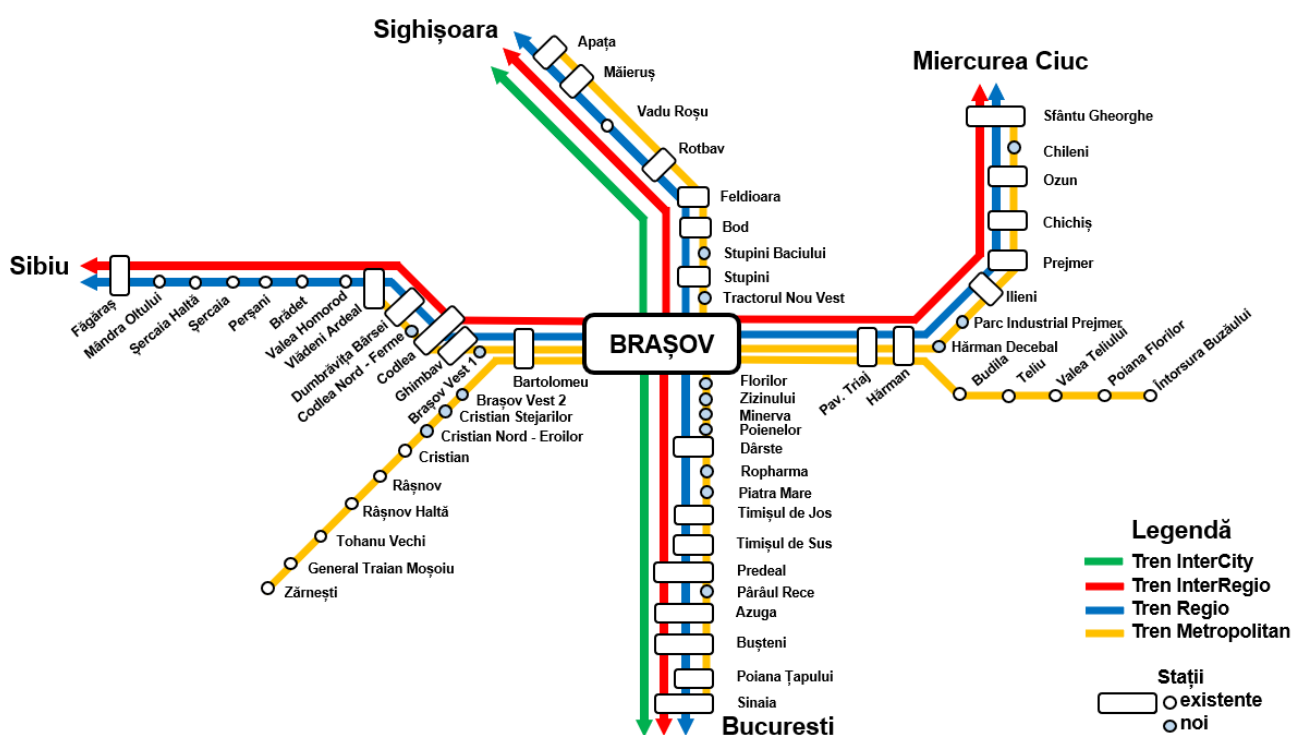 Sighișoara
Apața
Măieruș
Vadu Roșu
Rotbav
Feldioara
Bod
Stupini Baciului
Stupini
Tractorul Nou Vest
Miercurea Ciuc
Sfântu Gheorghe
Chileni
Ozun
Chichiș
Prejmer
Ilieni
Parc Industrial Prejmer
Hărman Decebal
Sibiu
Făgăraș
Mândra Oltului
Șercaia Haltă
Șercaia
Perșani
Brădet
Valea Homorod
Vlădeni Ardeal
Dumbrăvița Bârsei
Codlea Nord - Ferme
Codlea
Ghimbav
Brașov Vest 1
Bartolomeu
BRAȘOV
Pav. Triaj
Hărman
Budila
Teliu
Valea Teliului
Poiana Florilor
Întorsura Buzăului
Brașov Vest 2
Cristian Stejarilor
Cristian Nord - Eroilor
Cristian
Râșnov
Râșnov Haltă
Tohanu Vechi
General Traian Moșoiu
Zărnești
Florilor
Zizinului
Minerva
Poienelor
Dârste
Ropharma
Piatra Mare
Timișul de Jos
Timișul de Sus
Predeal
Pârâul Rece
Azuga
Bușteni
Poiana Țapului
Sinaia
Bucuresti
Legendă
Tren InterCity
Tren InterRegio
Tren Regio
Tren Metropolitan
Stații
existente
noi